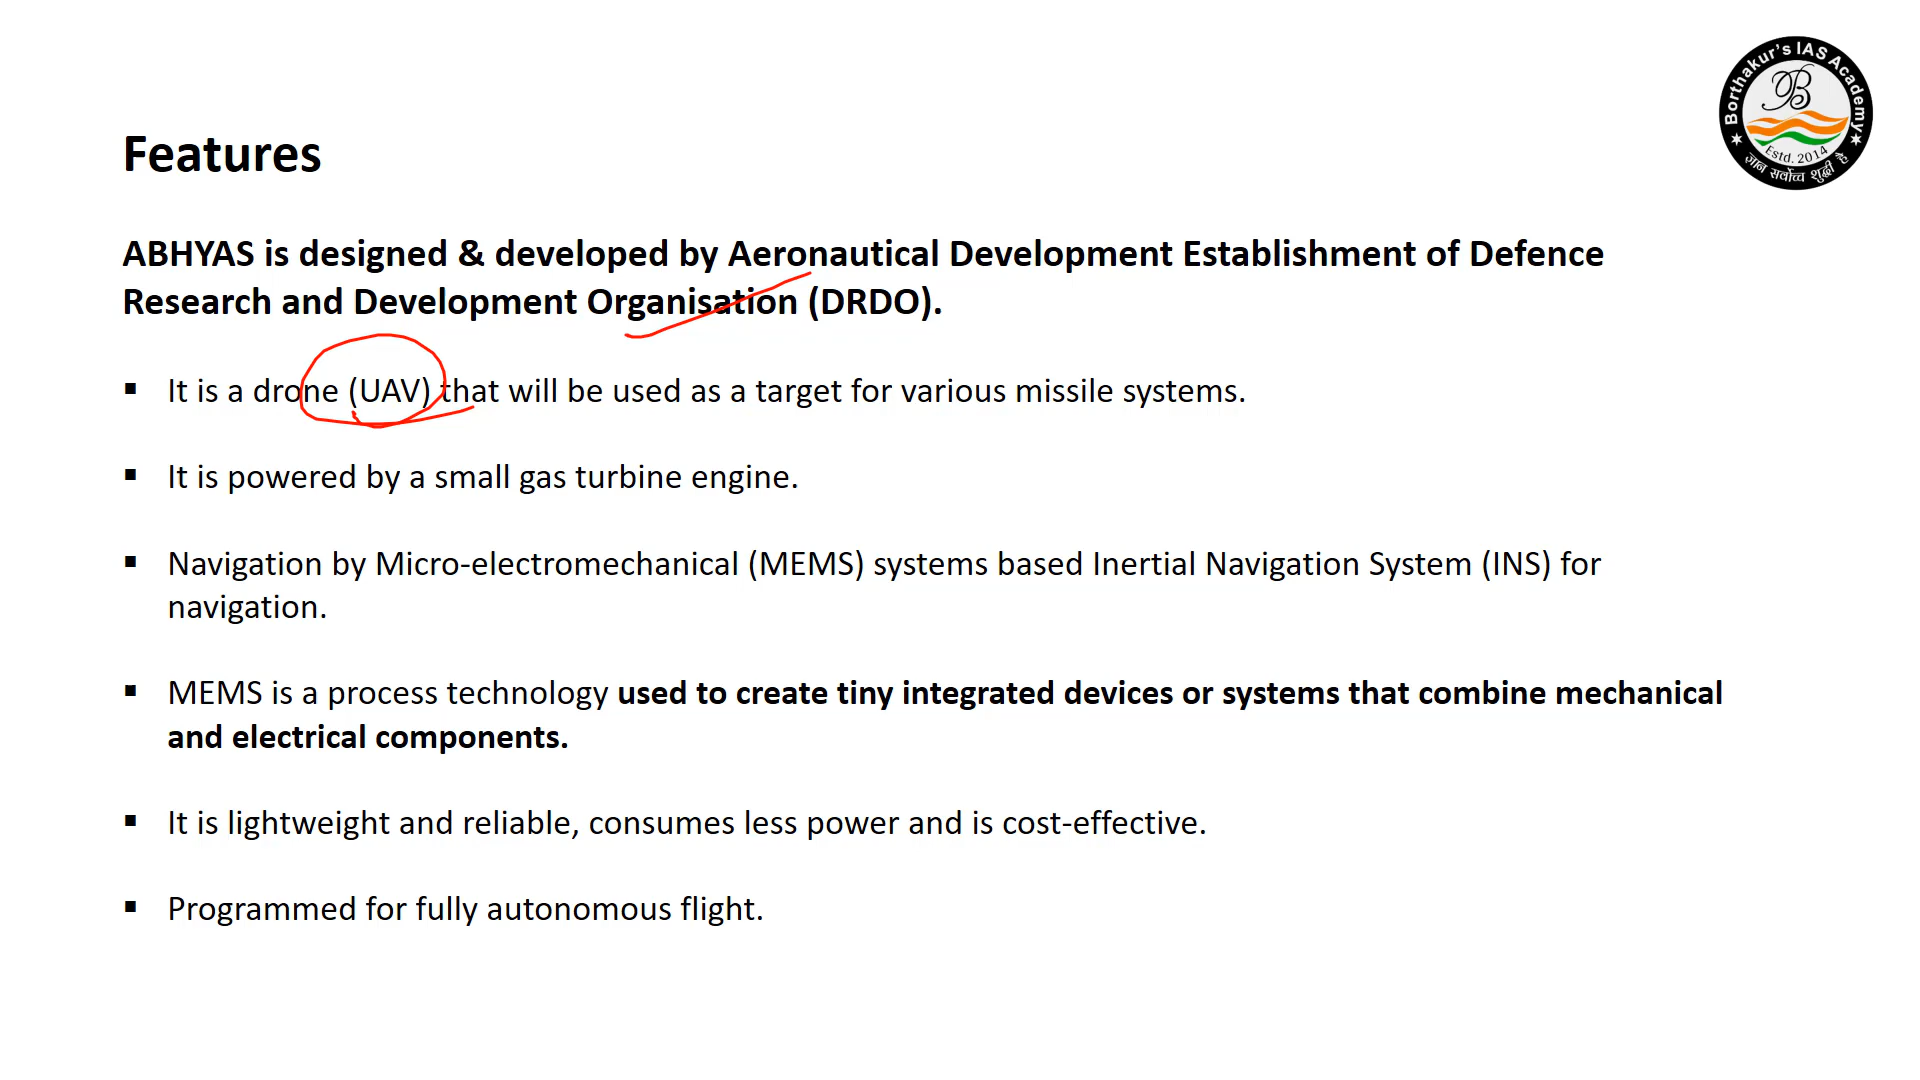 Borthakur's IAS Academy
B
Estd. 2014
ज्ञान सर्वोच्च शुद्धी है
Features
ABHYAS is designed & developed by Aeronautical Development Establishment of Defence
Research and Development Organisation (DRDO).
▪ It is a drone (UAV) that will be used as a target for various missile systems.
▪ It is powered by a small gas turbine engine.
▪ Navigation by Micro-electromechanical (MEMS) systems based Inertial Navigation System (INS) for
navigation.
▪ MEMS is a process technology used to create tiny integrated devices or systems that combine mechanical
and electrical components.
▪ It is lightweight and reliable, consumes less power and is cost-effective.
▪ Programmed for fully autonomous flight.